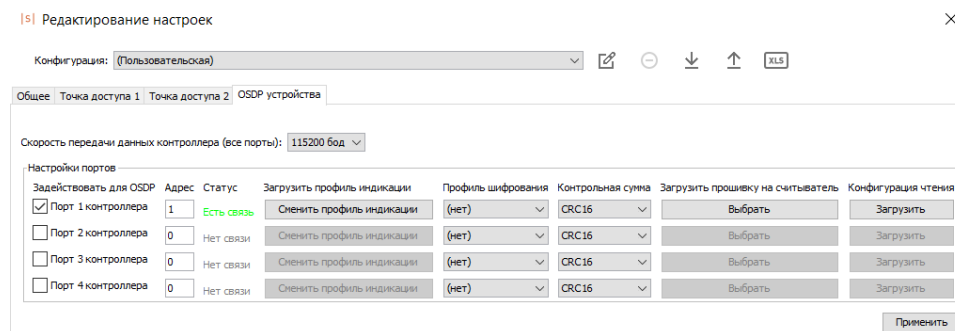 |S| Редактирование настроек
Конфигурация: (Пользовательская) XLS
Общее Точка доступа 1 Точка доступа 2 OSDP устройства
Скорость передачи данных контроллера (все порты): 115200 бод
Настройки портов
Задействовать для OSDP Адрес Статус Загрузить профиль индикации Профиль шифрования Контрольная сумма Загрузить прошивку на считыватель Конфигурация чтения
Порт 1 контроллера 1 Есть связь Сменить профиль индикации (нет) CRC16 Выбрать Загрузить
Порт 2 контроллера 0 Нет связи Сменить профиль индикации (нет) CRC16 Выбрать Загрузить
Порт 3 контроллера 0 Нет связи Сменить профиль индикации (нет) CRC16 Выбрать Загрузить
Порт 4 контроллера 0 Нет связи Сменить профиль индикации (нет) CRC16 Выбрать Загрузить
Применить